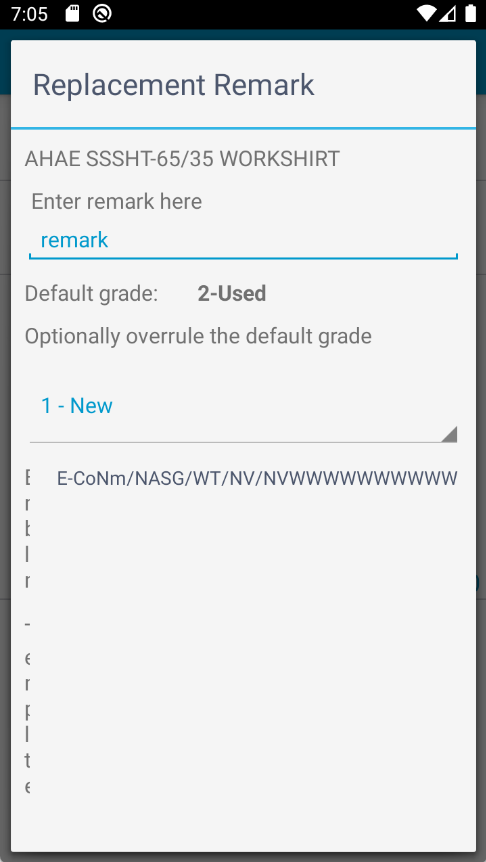 7:05
Replacement Remark
AHAE SSSHT-65/35 WORKSHIRT
Enter remark here
remark
Default grade: 2-Used
Optionally overrule the default grade
1 - New
E-CoNm/NASG/WT/NV/NVWWWWWWWWWW